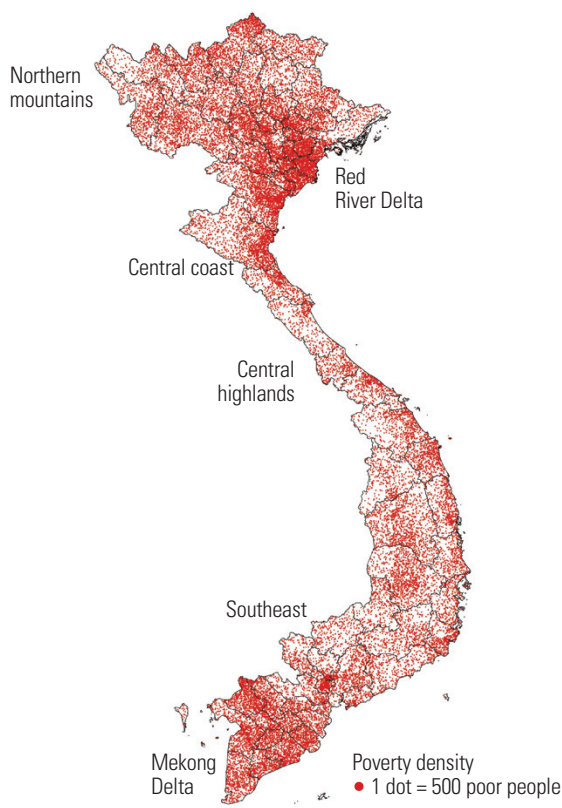 Northern
mountains
Red
River Delta
Central coast
Central
highlands
Southeast
Mekong
Delta
Poverty density
1 dot = 500 poor people